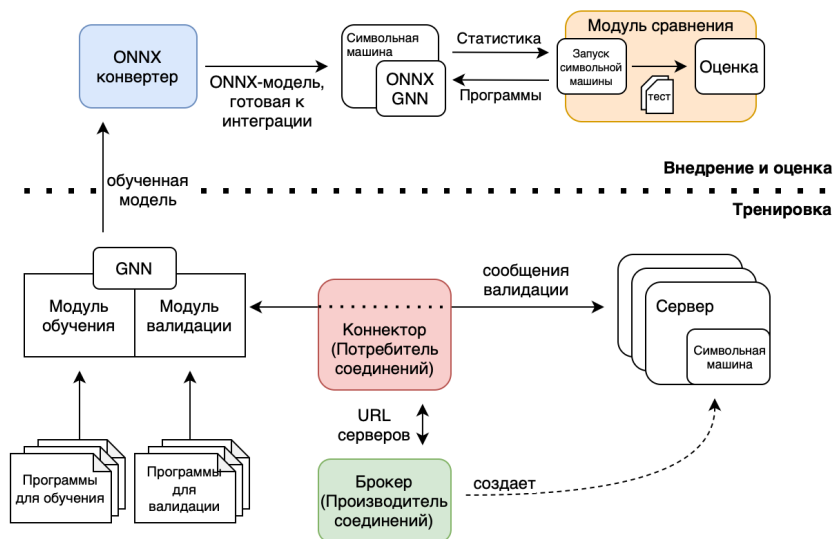 ONNX
конвертер
ONNX-модель,
готовая к
интеграции
Символьная
машина
ONNX
GNN
Статистика
Программы
Модуль сравнения
Запуск
символьной
машины
тест
Оценка
обученная
модель
Внедрение и оценка
Тренировка
GNN
Модуль
обучения
Модуль
валидации
Коннектор
(Потребитель
соединений)
сообщения
валидации
Сервер
Символьная
машина
URL
серверов
Программы
для обучения
Программы
для
валидации
Брокер
(Производитель
соединений)
создает